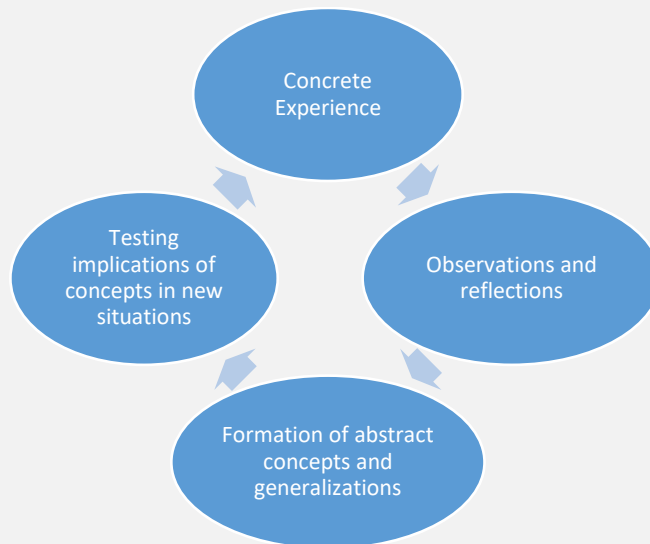 Concrete
Experience
Observations and
reflections
Formation of abstract
concepts and
generalizations
Testing
implications of
concepts in new
situations